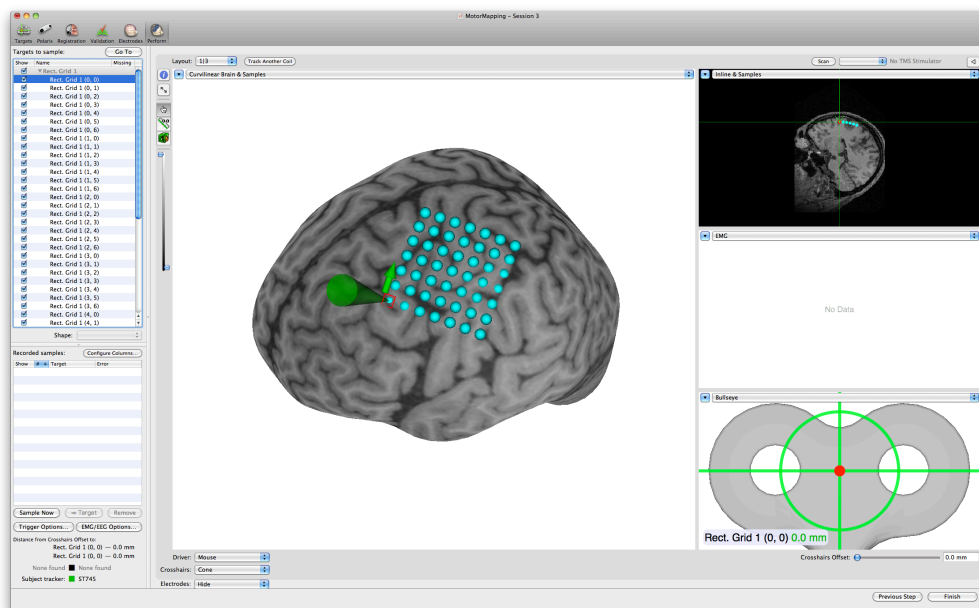 MotorMapping - Session 3
Targets Polaris Registration Validation Electrodes Perform
Targets to sample: Go To
Show Name Missing
Rect. Grid 1
Rect. Grid 1 (0, 0)
Rect. Grid 1 (0, 1)
Rect. Grid 1 (0, 2)
Rect. Grid 1 (0, 3)
Rect. Grid 1 (0, 4)
Rect. Grid 1 (0, 5)
Rect. Grid 1 (0, 6)
Rect. Grid 1 (1, 0)
Rect. Grid 1 (1, 1)
Rect. Grid 1 (1, 2)
Rect. Grid 1 (1, 3)
Rect. Grid 1 (1, 4)
Rect. Grid 1 (1, 5)
Rect. Grid 1 (1, 6)
Rect. Grid 1 (2, 0)
Rect. Grid 1 (2, 1)
Rect. Grid 1 (2, 2)
Rect. Grid 1 (2, 3)
Rect. Grid 1 (2, 4)
Rect. Grid 1 (2, 5)
Rect. Grid 1 (2, 6)
Rect. Grid 1 (3, 0)
Rect. Grid 1 (3, 1)
Rect. Grid 1 (3, 2)
Rect. Grid 1 (3, 3)
Rect. Grid 1 (3, 4)
Rect. Grid 1 (3, 5)
Rect. Grid 1 (3, 6)
Rect. Grid 1 (4, 0)
Rect. Grid 1 (4, 1)
Shape:
Recorded samples: Configure Columns...
Show Target Error
Sample Now → Target Remove
Trigger Options... EMG/EEG Options...
Distance from Crosshairs Offset to:
Rect. Grid 1 (0, 0) — 0.0 mm
Rect. Grid 1 (0, 0) — 0.0 mm
None found None found
Subject tracker: ST745
Layout: 1|3 Track Another Coil
Curvilinear Brain & Samples
Driver: Mouse
Crosshairs: Cone
Electrodes: Hide
Scan No TMS Stimulator
Inline & Samples
EMG
No Data
Bullseye
Rect. Grid 1 (0, 0) 0.0 mm
Crosshairs Offset: 0.0 mm
Previous Step Finish